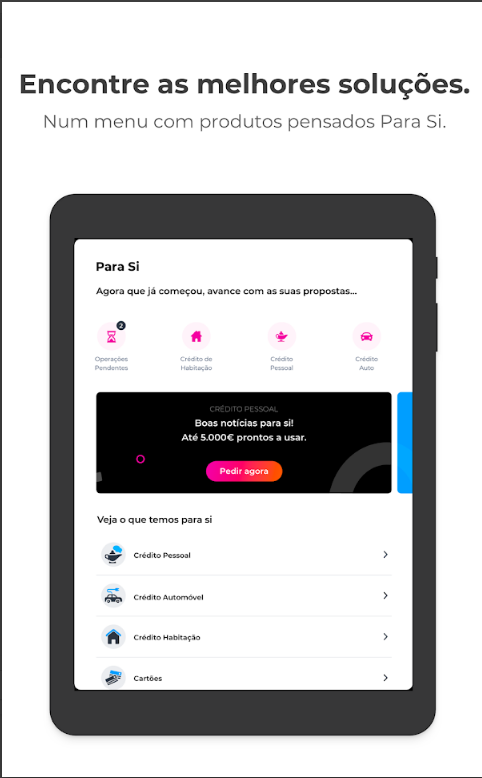 Encontre as melhores soluções.
Num menu com produtos pensados Para Si.
Para Si
Agora que já começou, avance com as suas propostas...
2
Operações
Pendentes
Crédito de
Habitação
Crédito
Pessoal
Crédito
Auto
CRÉDITO PESSOAL
Boas notícias para si!
Até 5.000€ prontos a usar.
Pedir agora
Veja o que temos para si
Crédito Pessoal
Crédito Automóvel
Crédito Habitação
Cartões